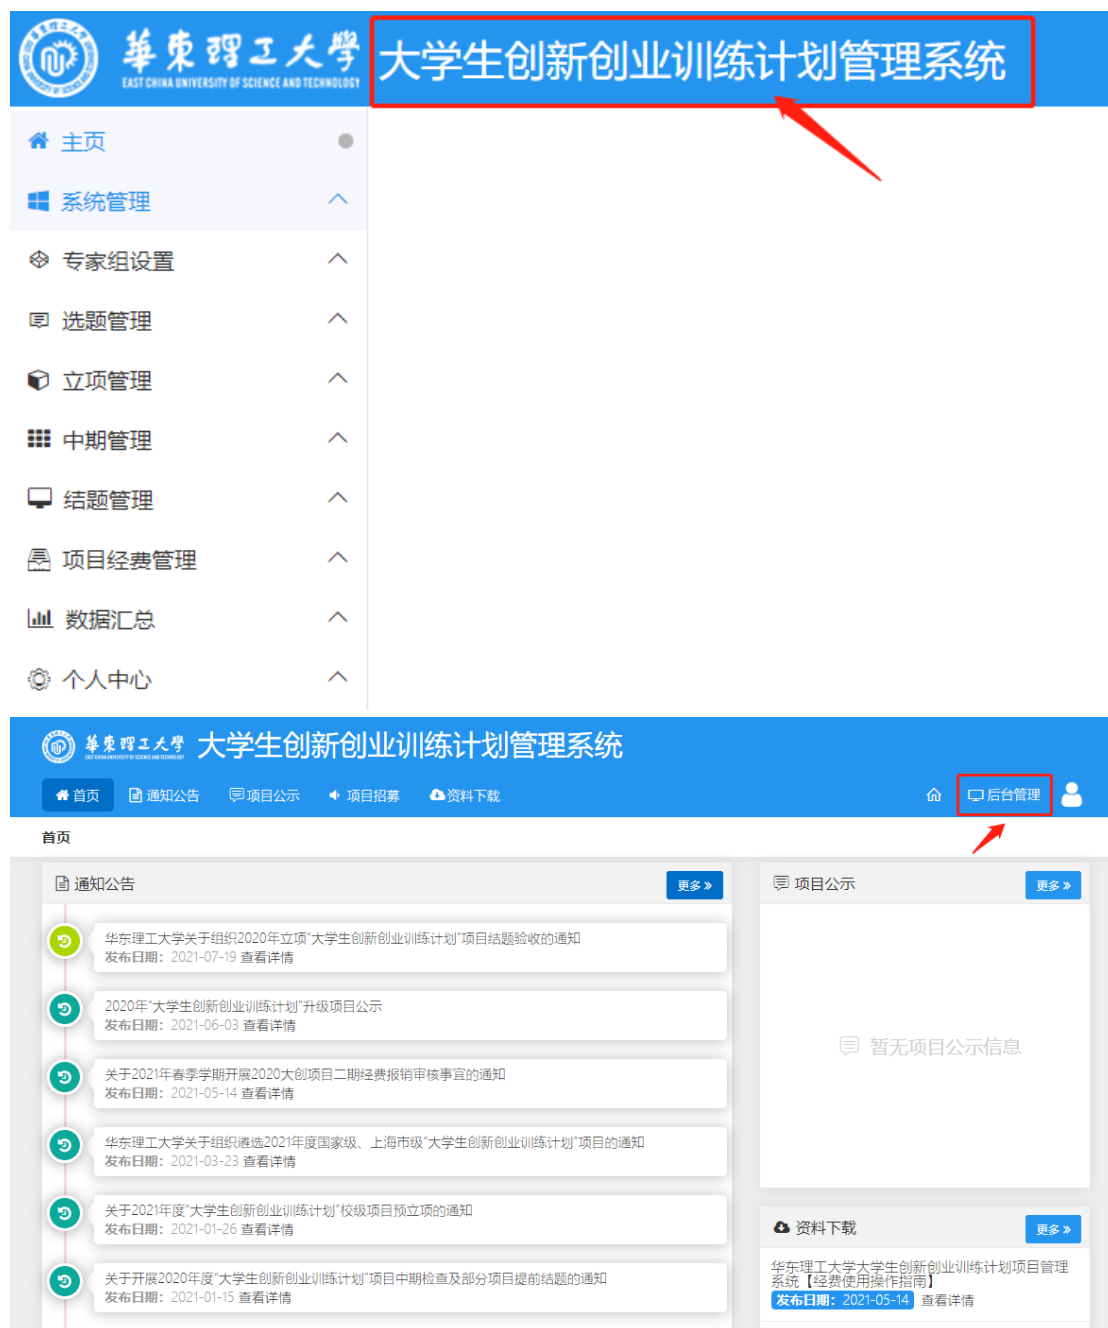 華東理工大學
EAST CHINA UNIVERSITY OF SCIENCE AND TECHNOLOGY
大学生创新创业训练计划管理系统
主页
系统管理
专家组设置
选题管理
立项管理
中期管理
结题管理
项目经费管理
数据汇总
个人中心
華東理工大學
EAST CHINA UNIVERSITY OF SCIENCE AND TECHNOLOGY
大学生创新创业训练计划管理系统
首页 通知公告 项目公示 项目招募 资料下载 后台管理
首页
通知公告 更多
华东理工大学关于组织2020年立项"大学生创新创业训练计划"项目结题验收的通知
发布日期：2021-07-19 查看详情
2020年"大学生创新创业训练计划"升级项目公示
发布日期：2021-06-03 查看详情
关于2021年春季学期开展2020大创项目二期经费报销审核事宜的通知
发布日期：2021-05-14 查看详情
华东理工大学关于组织遴选2021年度国家级、上海市级"大学生创新创业训练计划"项目的通知
发布日期：2021-03-23 查看详情
关于2021年度"大学生创新创业训练计划"校级项目预立项的通知
发布日期：2021-01-26 查看详情
关于开展2020年度"大学生创新创业训练计划"项目中期检查及部分项目提前结题的通知
发布日期：2021-01-15 查看详情
项目公示 更多
暂无项目公示信息
资料下载 更多
华东理工大学大学生创新创业训练计划项目管理
系统【经费使用操作指南】
发布日期：2021-05-14 查看详情